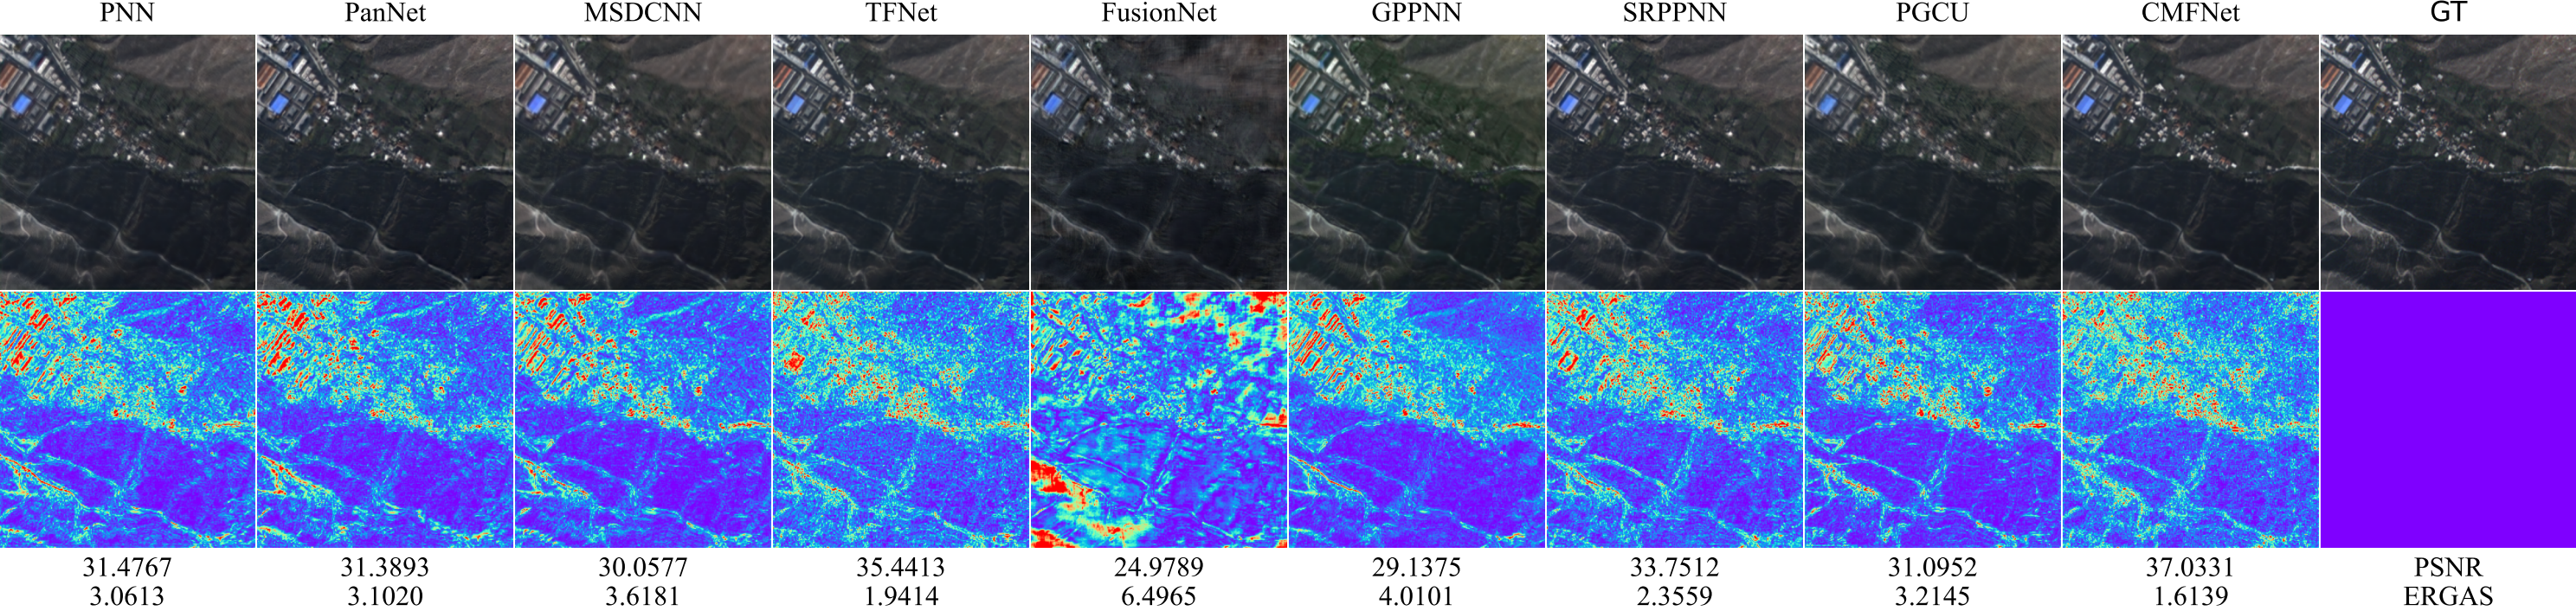 PNN PanNet MSDCNN TFNet FusionNet GPPNN SRPPNN PGCU CMFNet GT
31.4767 31.3893 30.0577 35.4413 24.9789 29.1375 33.7512 31.0952 37.0331 PSNR
3.0613 3.1020 3.6181 1.9414 6.4965 4.0101 2.3559 3.2145 1.6139 ERGAS